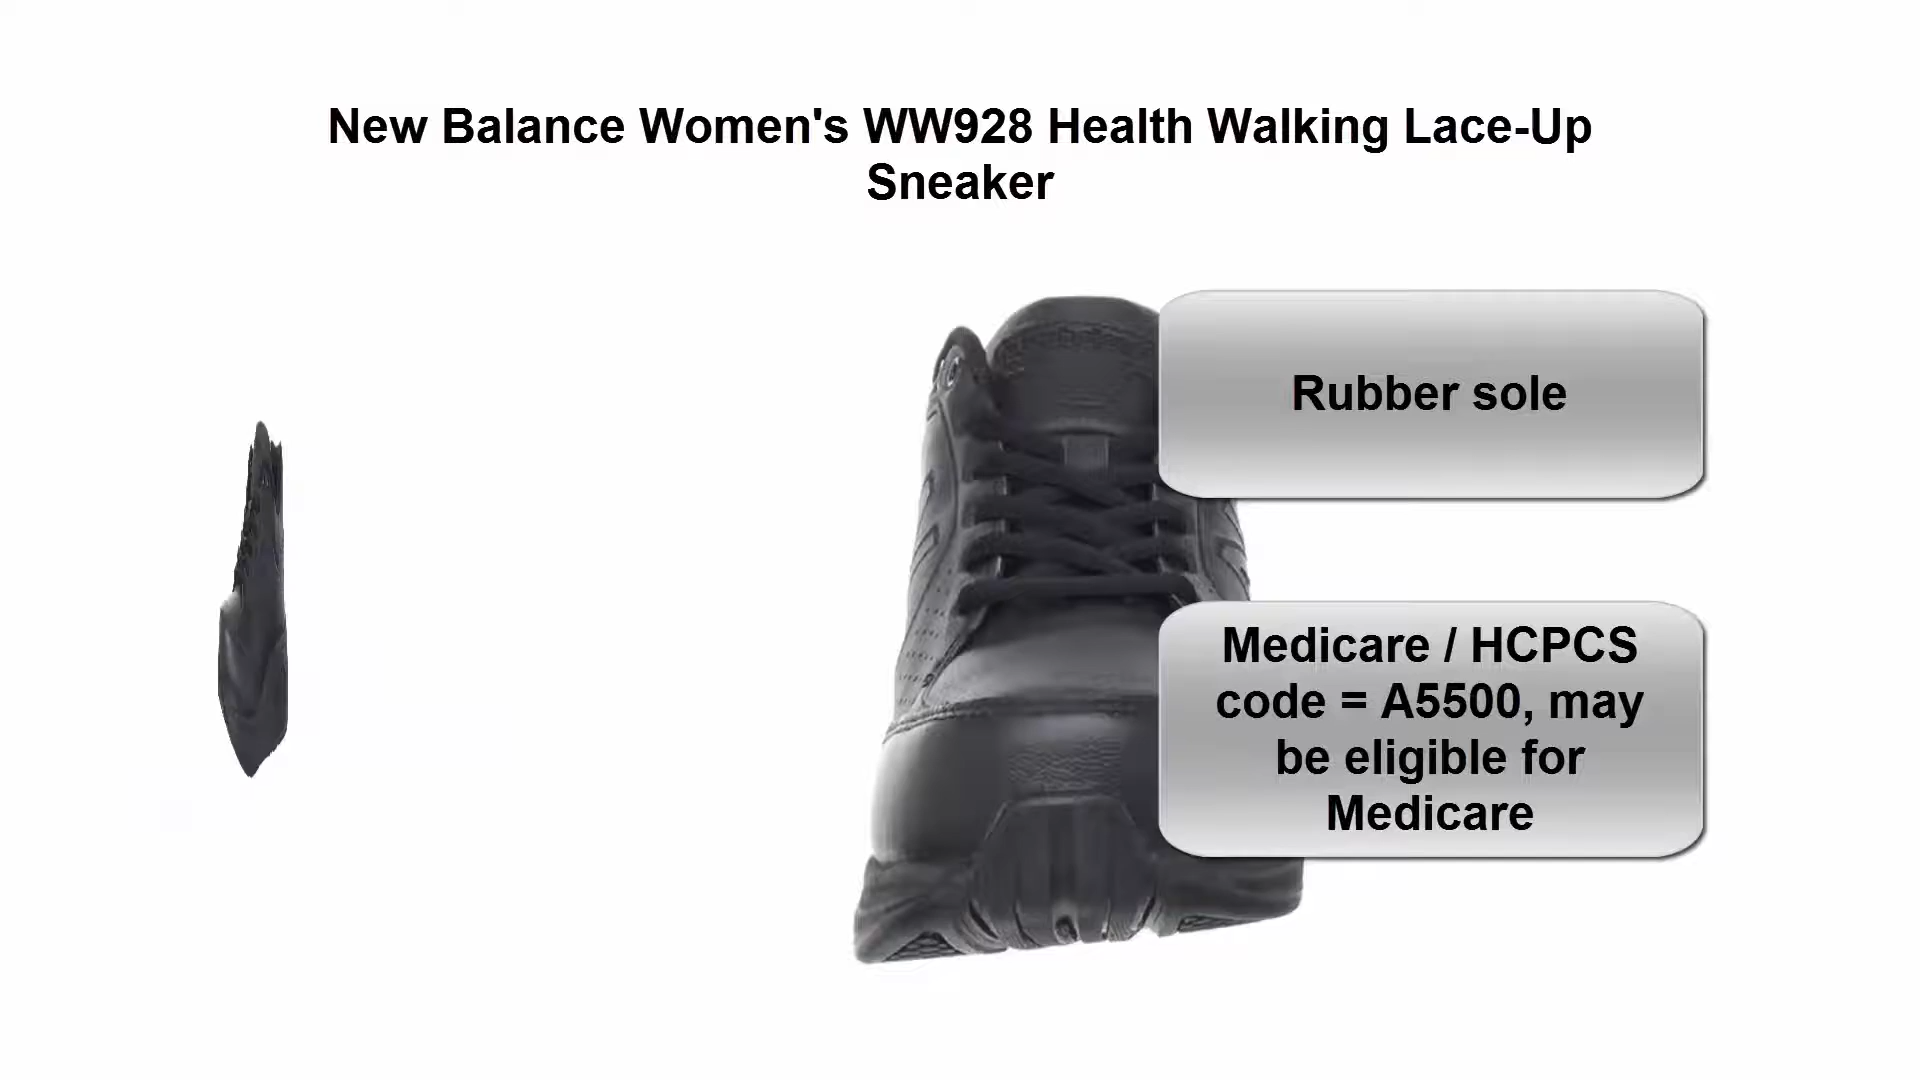 New Balance Women's WW928 Health Walking Lace-Up
Sneaker
Rubber sole
Medicare / HCPCS
code = A5500, may
be eligible for
Medicare